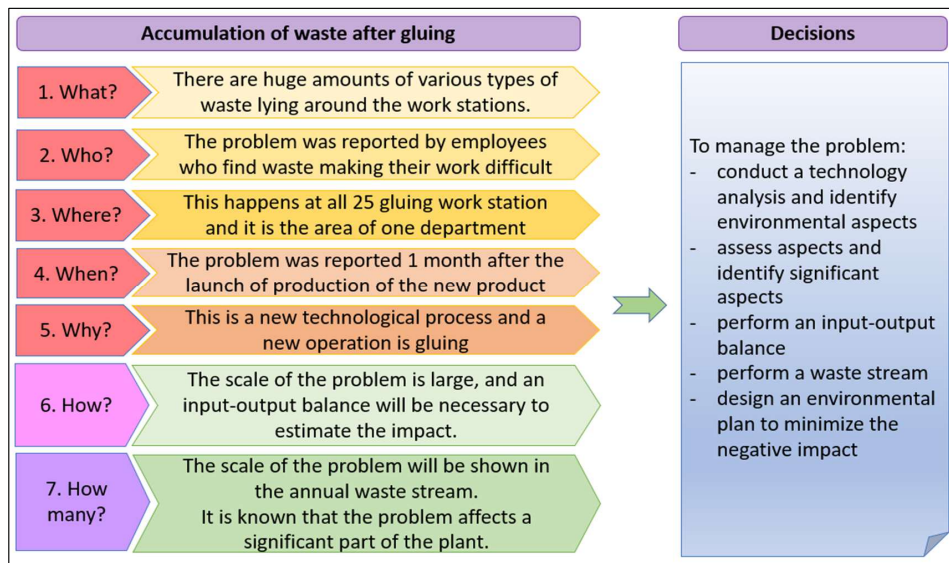 Accumulation of waste after gluing
1. What?
There are huge amounts of various types of
waste lying around the work stations.
2. Who?
The problem was reported by employees
who find waste making their work difficult
3. Where?
This happens at all 25 gluing work station
and it is the area of one department
4. When?
The problem was reported 1 month after the
launch of production of the new product
5. Why?
This is a new technological process and a
new operation is gluing
6. How?
The scale of the problem is large, and an
input-output balance will be necessary to
estimate the impact.
7. How
many?
The scale of the problem will be shown in
the annual waste stream.
It is known that the problem affects a
significant part of the plant.
Decisions
To manage the problem:
- conduct a technology
analysis and identify
environmental aspects
- assess aspects and
identify significant
aspects
- perform an input-output
balance
- perform a waste stream
- design an environmental
plan to minimize the
negative impact